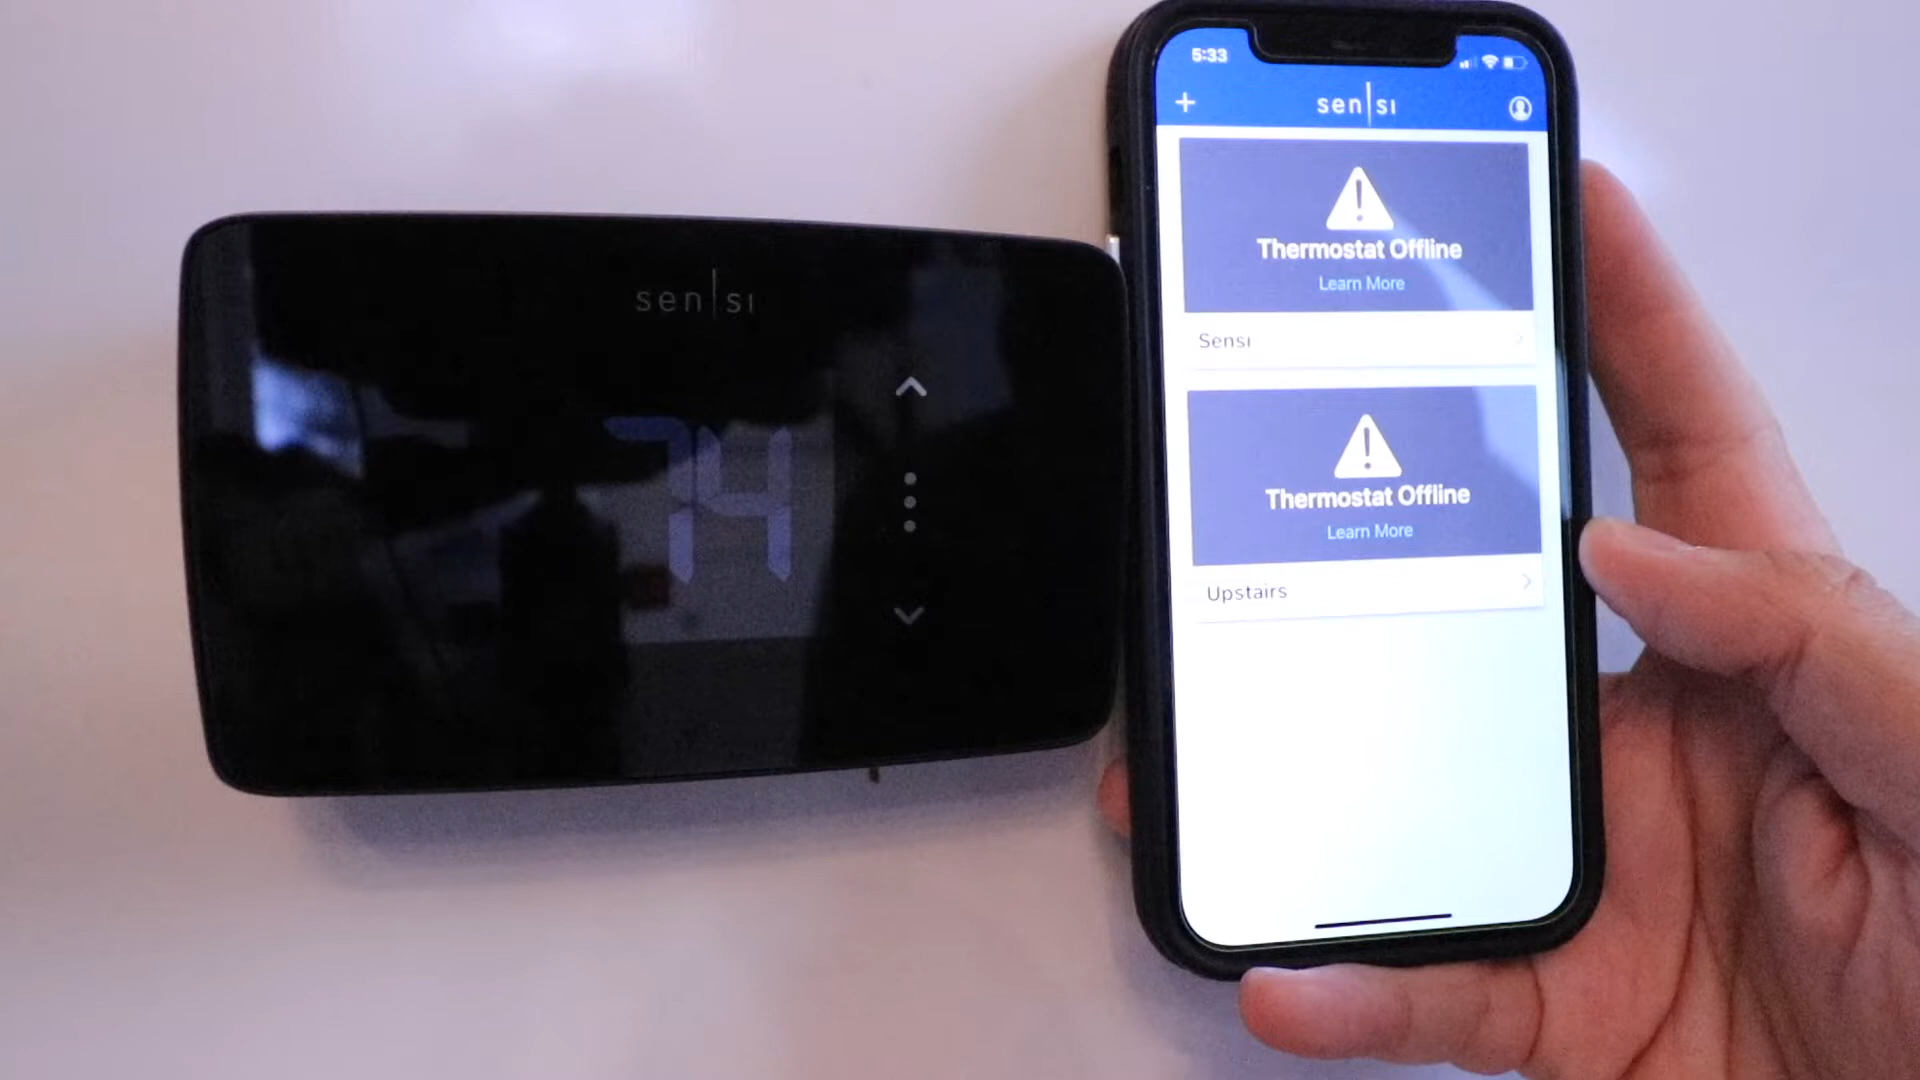 sensi
74
5:33
+ sensi
Thermostat Offline
Learn More
Sensi
Thermostat Offline
Learn More
Upstairs